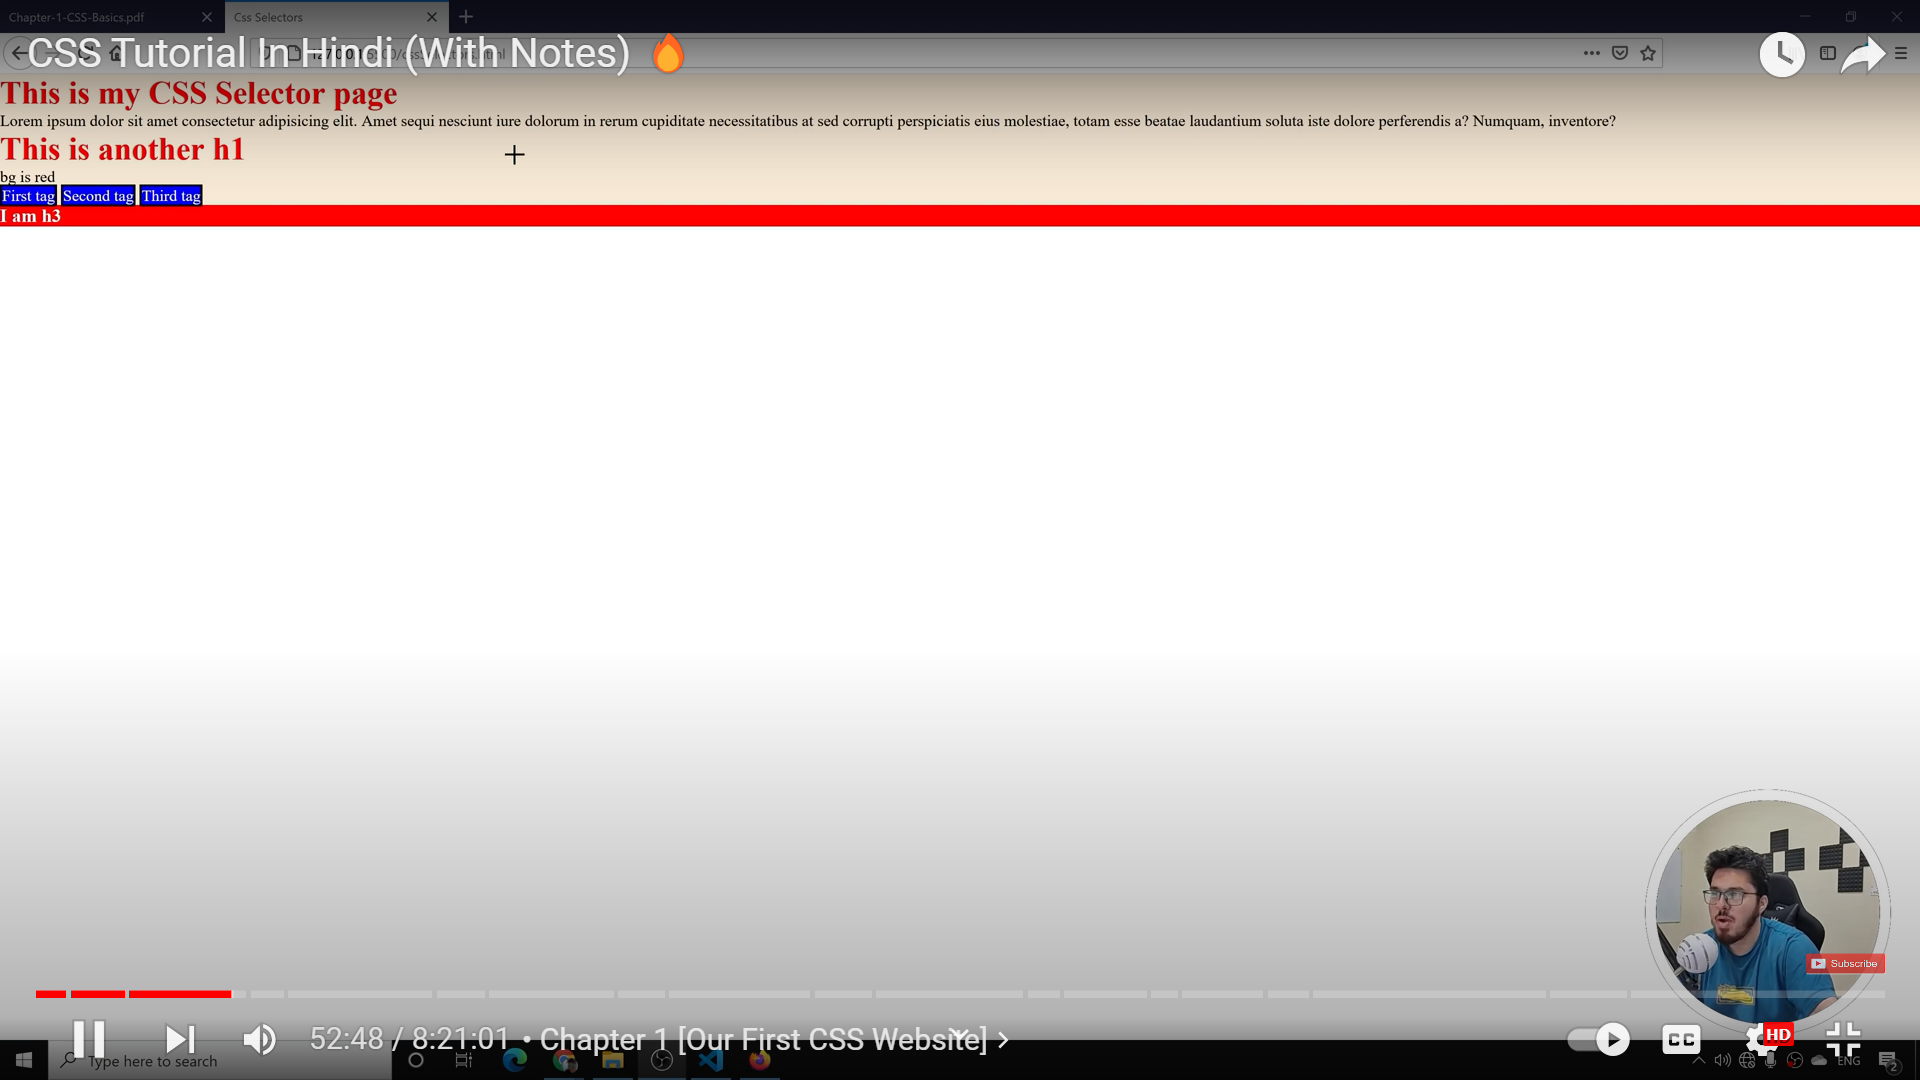 Chapter-1-CSS-Basics.pdf
Css Selectors
CSS Tutorial In Hindi (With Notes) 🔥
This is my CSS Selector page
Lorem ipsum dolor sit amet consectetur adipisicing elit. Amet sequi nesciunt iure dolorum in rerum cupiditate necessitatibus at sed corrupti perspiciatis eius molestiae, totam esse beatae laudantium soluta iste dolore perferendis a? Numquam, inventore?
This is another h1
bg is red
First tag Second tag Third tag
I am h3
Subscribe
52:48 / 8:21:01 • Chapter 1 [Our First CSS Website]
CC
HD
Type here to search
ENG
2